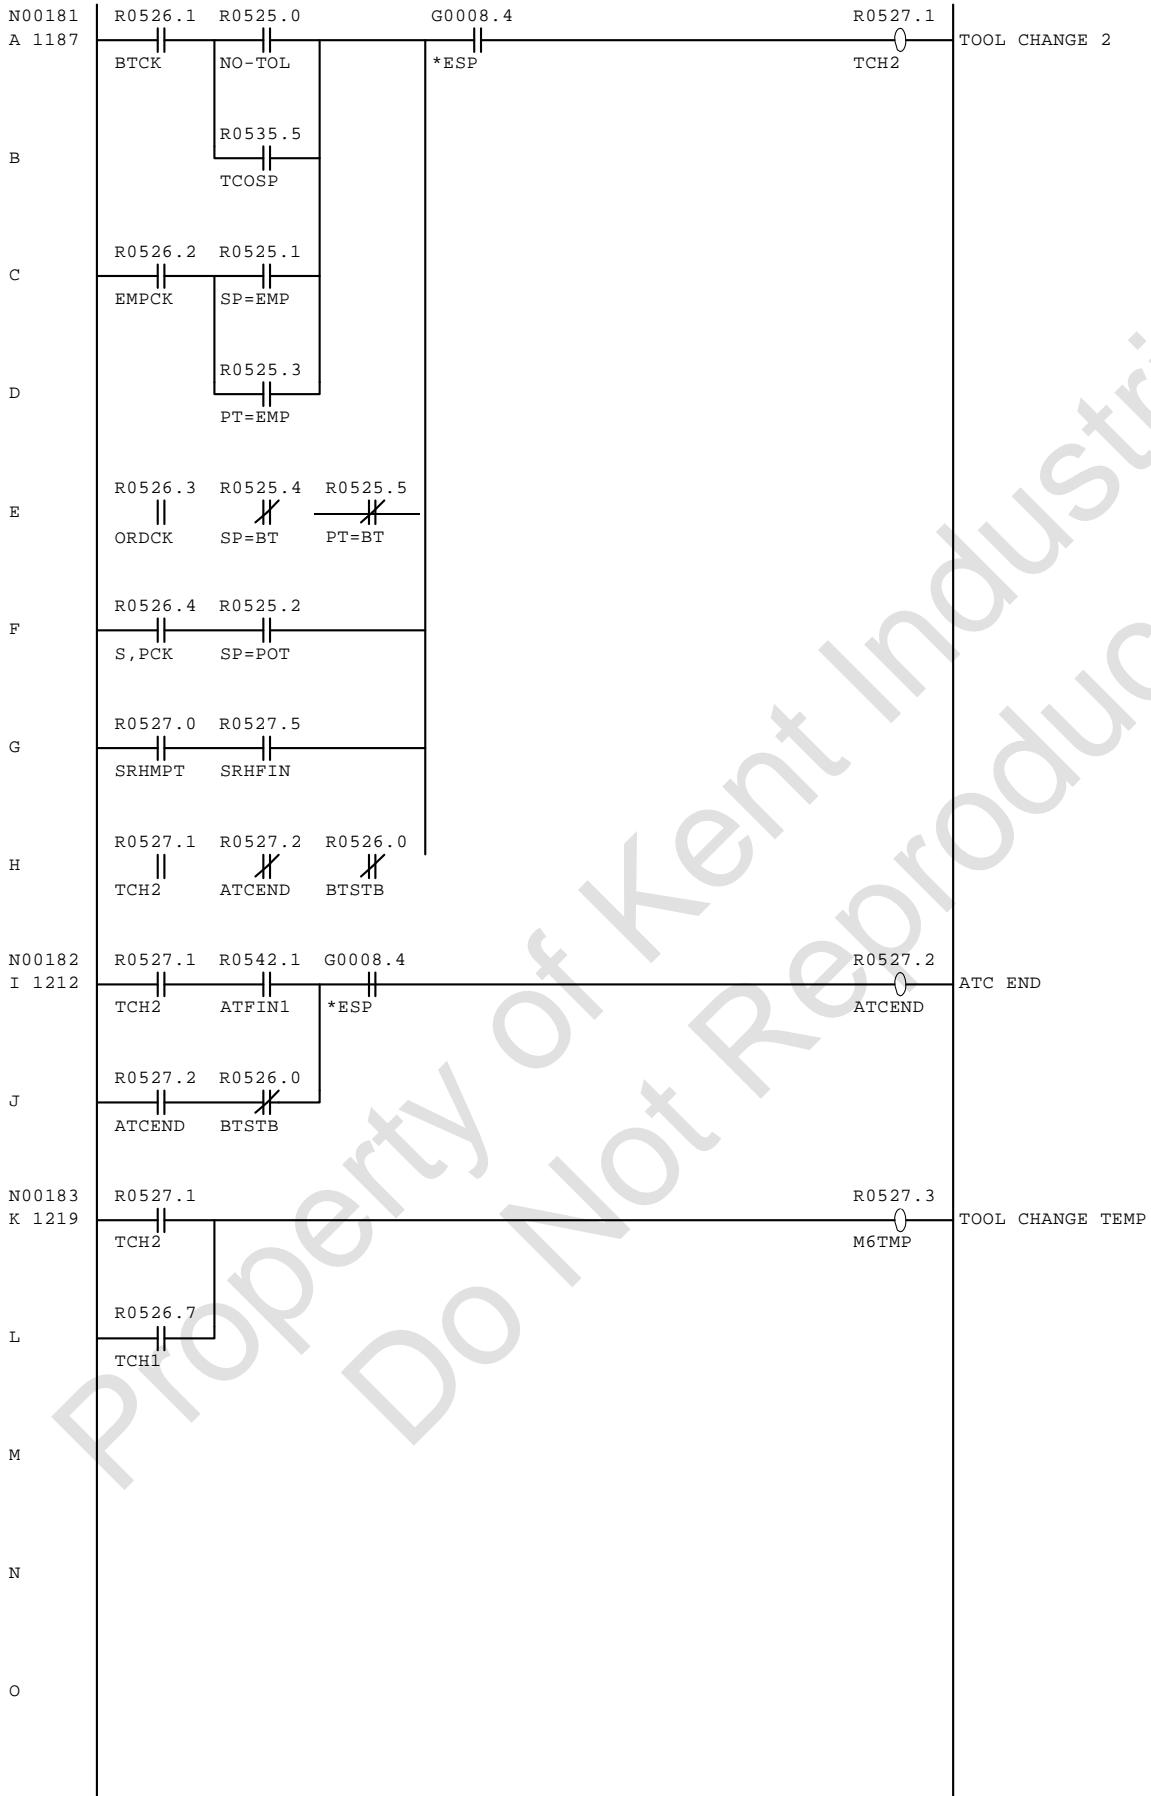 N00181 R0526.1 R0525.0 G0008.4 R0527.1
A 1187 TOOL CHANGE 2
BTCK NO-TOL *ESP TCH2
R0535.5
B
TCOSP
R0526.2 R0525.1
C
EMPCK SP=EMP
R0525.3
D
PT=EMP
R0526.3 R0525.4 R0525.5
E
ORDCK SP=BT PT=BT
R0526.4 R0525.2
F
S,PCK SP=POT
R0527.0 R0527.5
G
SRHMPT SRHFIN
R0527.1 R0527.2 R0526.0
H
TCH2 ATCEND BTSTB
N00182 R0527.1 R0542.1 G0008.4 R0527.2
I 1212 ATC END
TCH2 ATFIN1 *ESP ATCEND
R0527.2 R0526.0
J
ATCEND BTSTB
N00183 R0527.1 R0527.3
K 1219 TOOL CHANGE TEMP
TCH2 M6TMP
R0526.7
L
TCH1
M
N
O
Property of Kent Industri
Do Not Reproduc